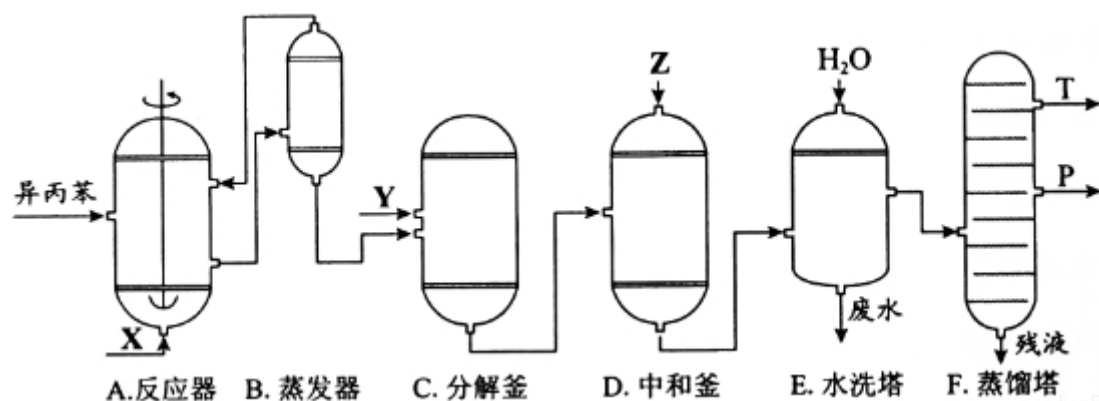 Z
H₂O
T
P
异丙苯
Y
X
废水
残液
A.反应器 B. 蒸发器 C. 分解釜 D. 中和釜 E. 水洗塔 F. 蒸馏塔